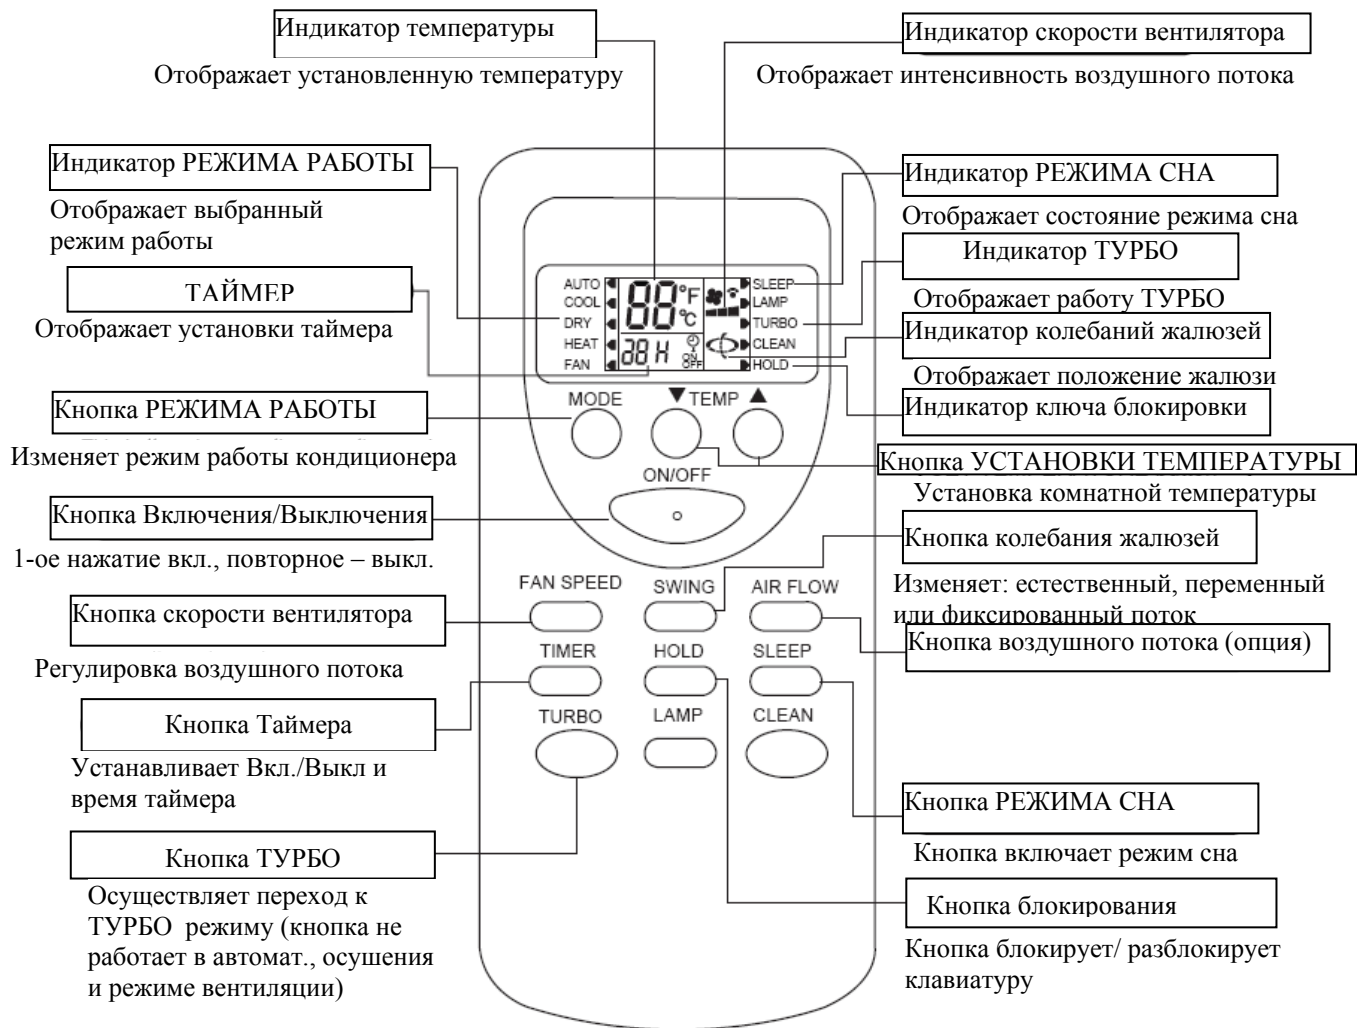 Индикатор температуры
Отображает установленную температуру
Индикатор скорости вентилятора
Отображает интенсивность воздушного потока
Индикатор РЕЖИМА РАБОТЫ
Отображает выбранный
режим работы
ТАЙМЕР
Отображает установки таймера
Кнопка РЕЖИМА РАБОТЫ
Изменяет режим работы кондиционера
Кнопка Включения/Выключения
1-ое нажатие вкл., повторное – выкл.
Кнопка скорости вентилятора
Регулировка воздушного потока
Кнопка Таймера
Устанавливает Вкл./Выкл и
время таймера
Кнопка ТУРБО
Осуществляет переход к
ТУРБО режиму (кнопка не
работает в автомат., осушения
и режиме вентиляции)
AUTO
COOL
DRY
HEAT
FAN
88 °F
°C
38 H ON
OFF
SLEEP
LAMP
TURBO
CLEAN
HOLD
MODE ▼ TEMP ▲
ON/OFF
FAN SPEED SWING AIR FLOW
TIMER HOLD SLEEP
TURBO LAMP CLEAN
Индикатор РЕЖИМА СНА
Отображает состояние режима сна
Индикатор ТУРБО
Отображает работу ТУРБО
Индикатор колебаний жалюзей
Отображает положение жалюзи
Индикатор ключа блокировки
Кнопка УСТАНОВКИ ТЕМПЕРАТУРЫ
Установка комнатной температуры
Кнопка колебания жалюзей
Изменяет: естественный, переменный
или фиксированный поток
Кнопка воздушного потока (опция)
Кнопка РЕЖИМА СНА
Кнопка включает режим сна
Кнопка блокирования
Кнопка блокирует/ разблокирует
клавиатуру